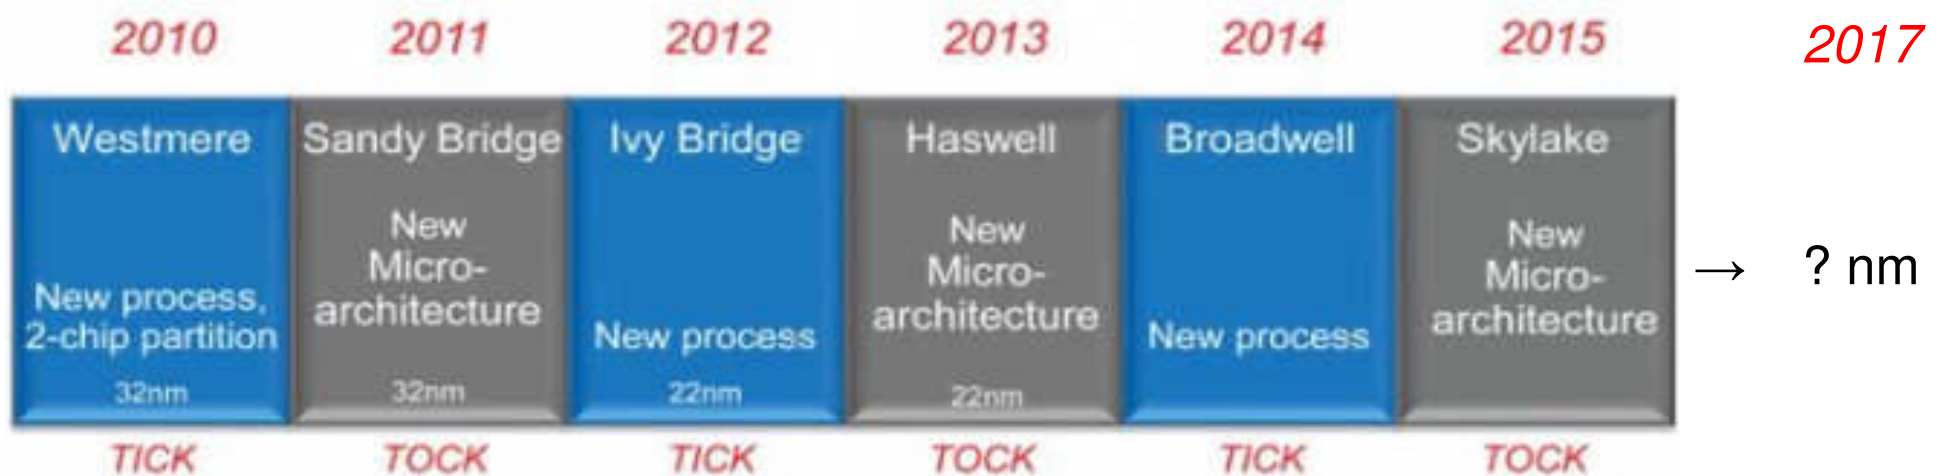 2010 2011 2012 2013 2014 2015 2017
Westmere
New process,
2-chip partition
32nm
Sandy Bridge
New
Micro-
architecture
32nm
Ivy Bridge
New process
22nm
Haswell
New
Micro-
architecture
22nm
Broadwell
New process
Skylake
New
Micro-
architecture
→ ? nm
TICK TOCK TICK TOCK TICK TOCK